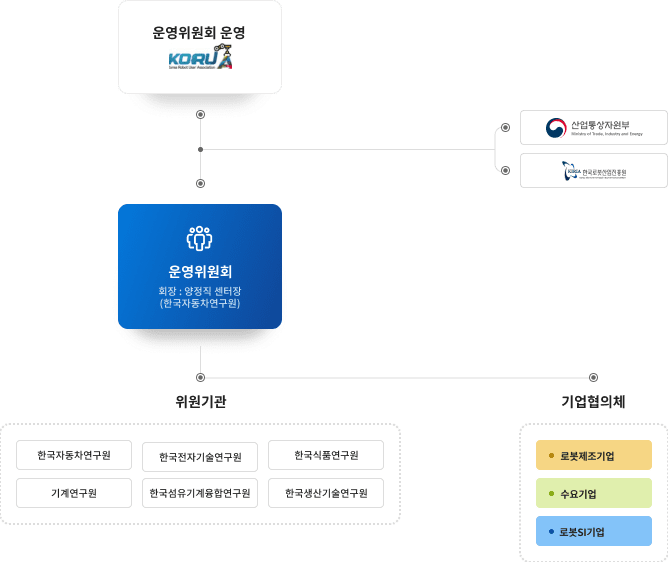 운영위원회 운영
KORUA
Korea Robot User Association
산업통상자원부
Ministry of Trade, Industry and Energy
KIRIA 한국로봇산업진흥원
운영위원회
회장 : 양정직 센터장
(한국자동차연구원)
위원기관
기업협의체
한국자동차연구원
한국전자기술연구원
한국식품연구원
기계연구원
한국섬유기계융합연구원
한국생산기술연구원
로봇제조기업
수요기업
로봇SI기업